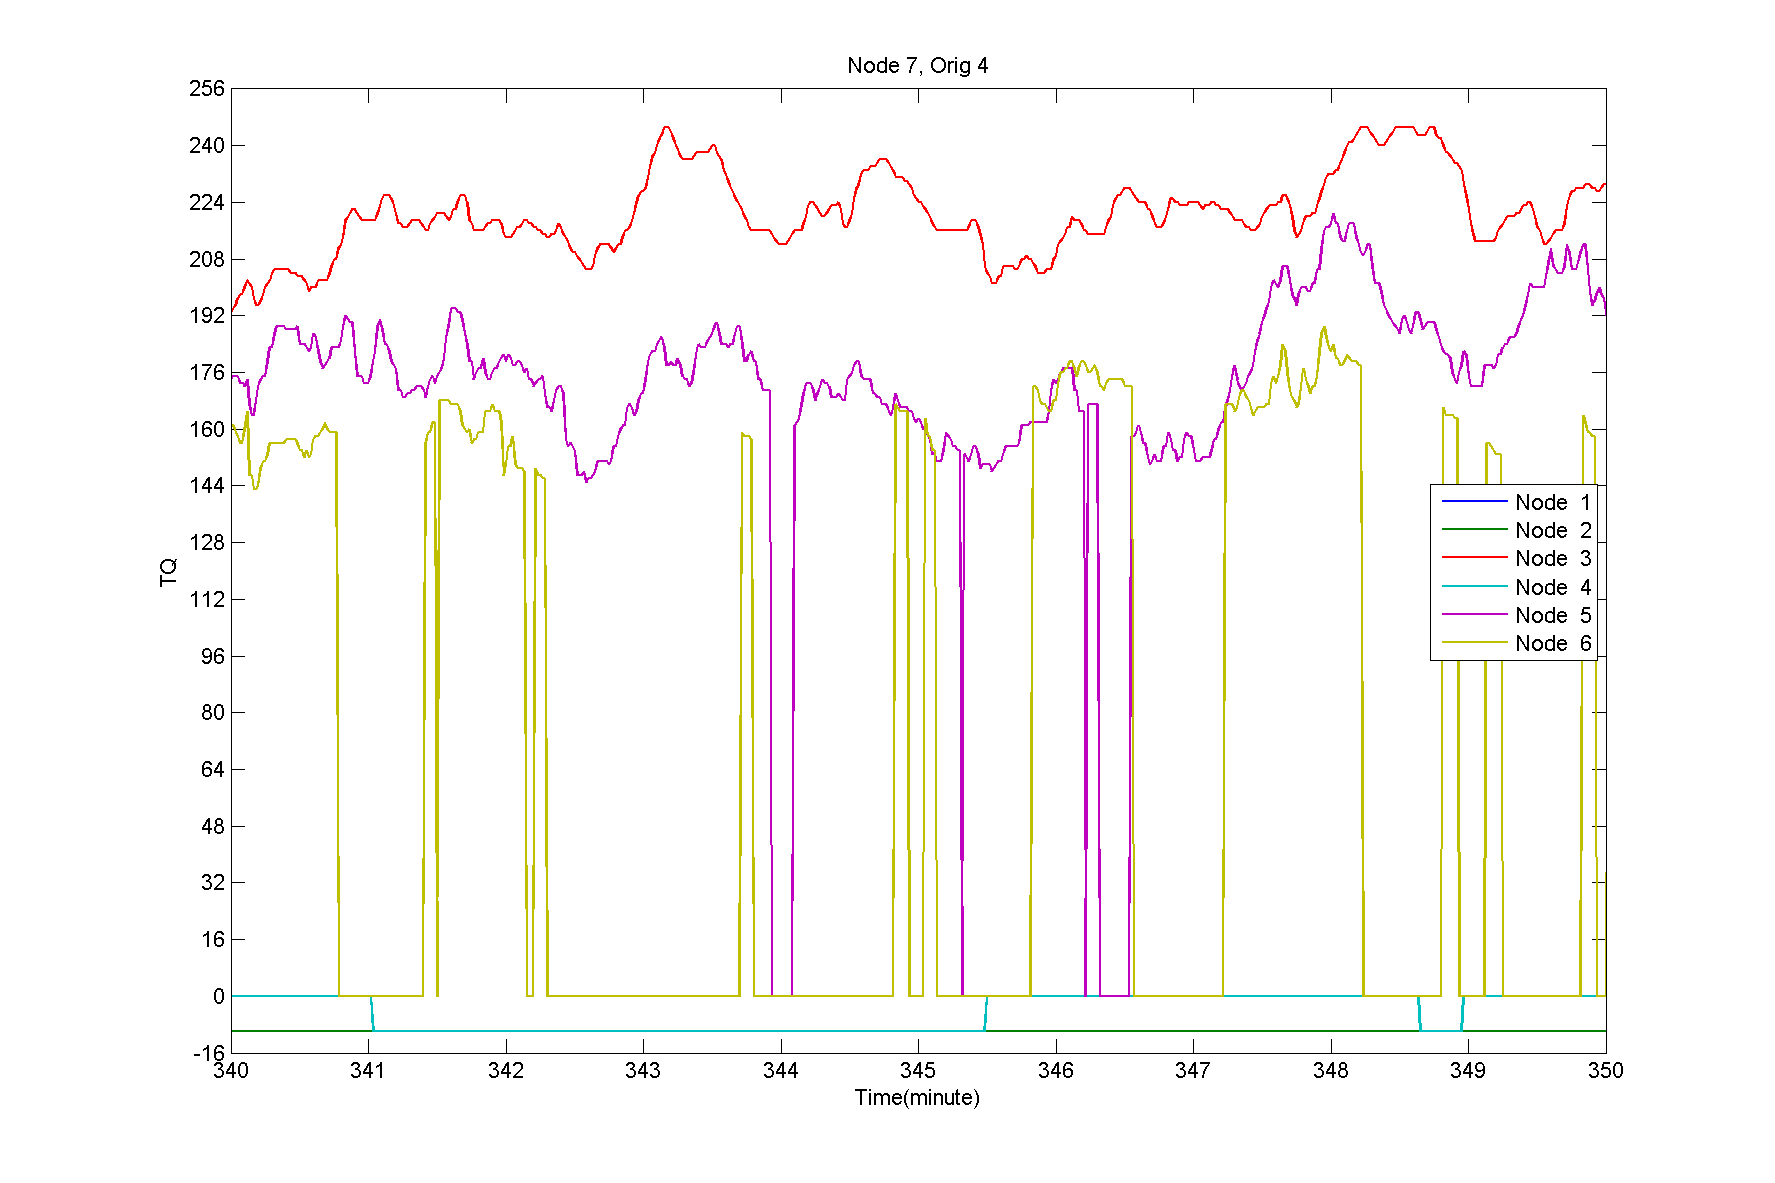 Node 7, Orig 4
256
240
224
208
192
176
160
144
128
112
96
80
64
48
32
16
0
-16
TQ
Node 1
Node 2
Node 3
Node 4
Node 5
Node 6
340 341 342 343 344 345 346 347 348 349 350
Time(minute)